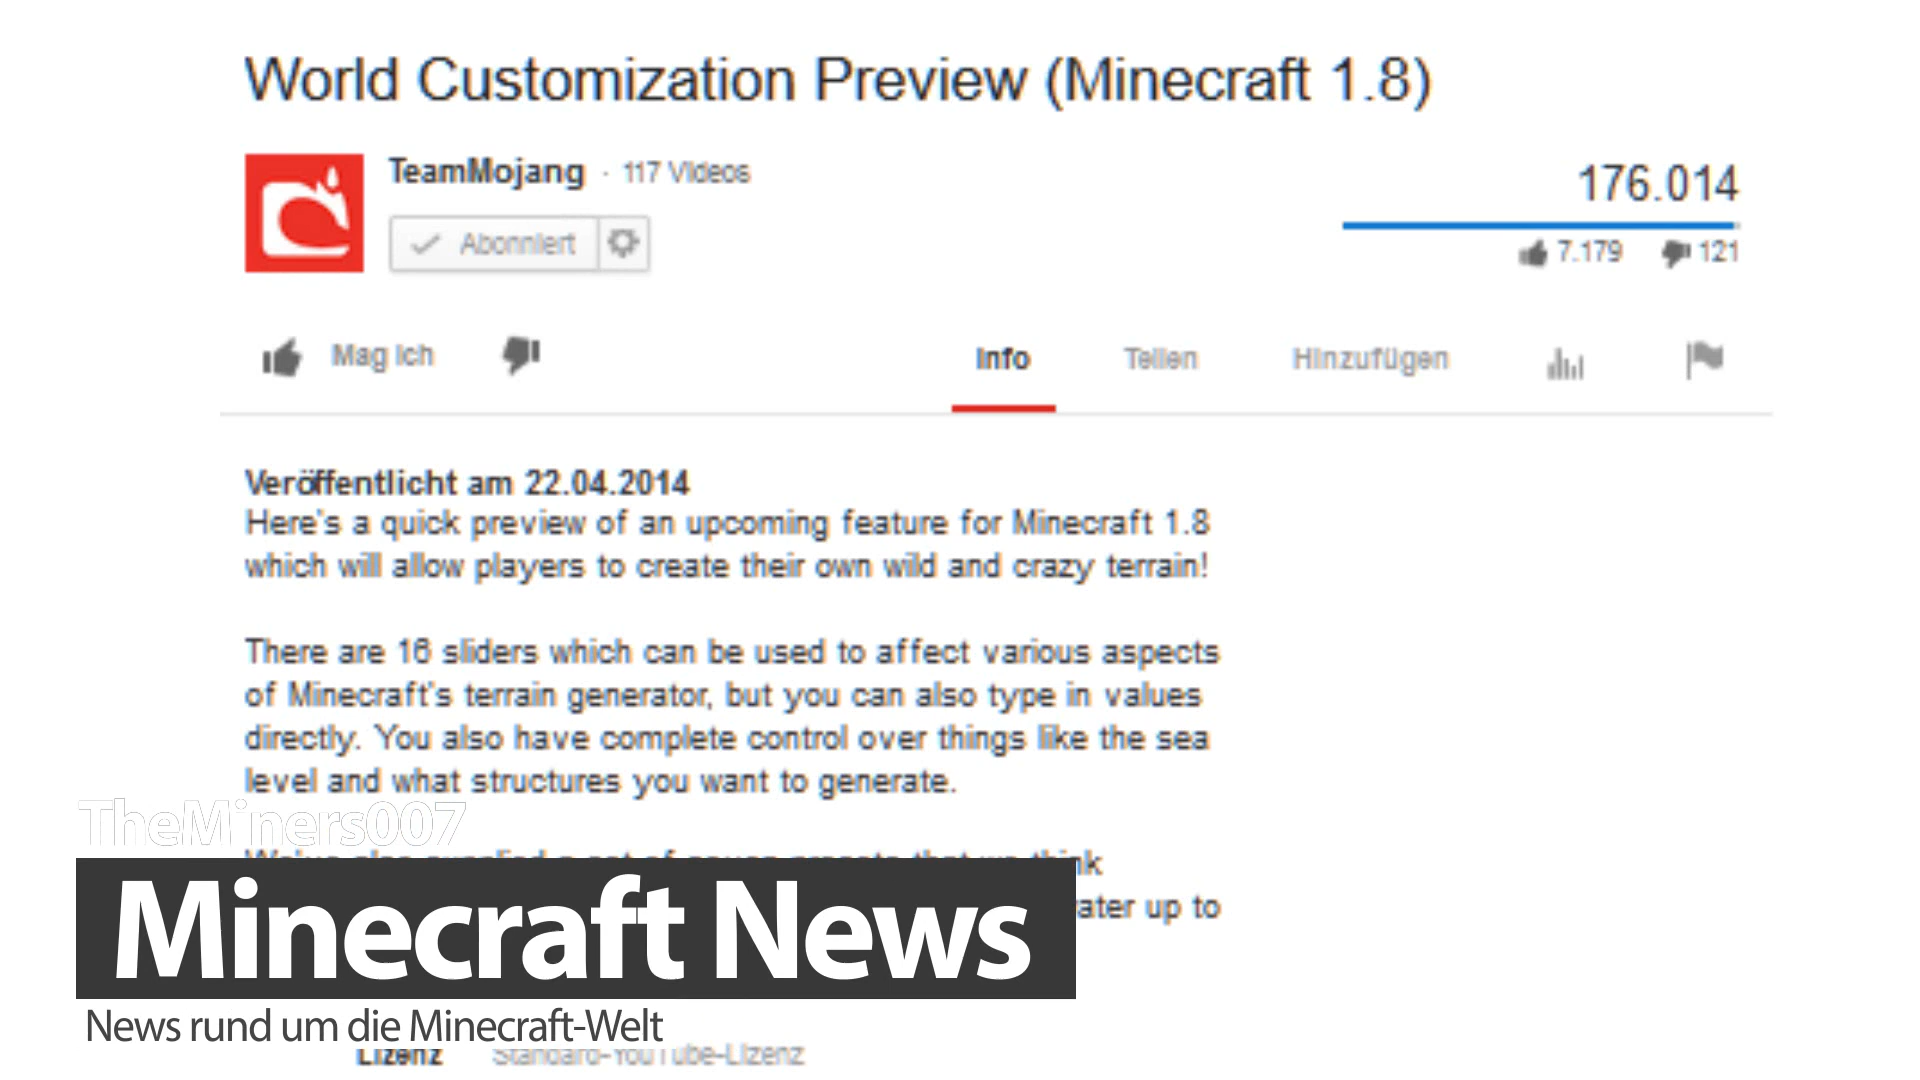 World Customization Preview (Minecraft 1.8)
TeamMojang · 117 Videos
176.014
Abonniert
7.179 121
Mag ich
Info Teilen Hinzufügen
Veröffentlicht am 22.04.2014
Here's a quick preview of an upcoming feature for Minecraft 1.8
which will allow players to create their own wild and crazy terrain!
There are 16 sliders which can be used to affect various aspects
of Minecraft's terrain generator, but you can also type in values
directly. You also have complete control over things like the sea
level and what structures you want to generate.
TheMiners007
Minecraft News
up to
News rund um die Minecraft-Welt
Lizenz Standard-YouTube-Lizenz